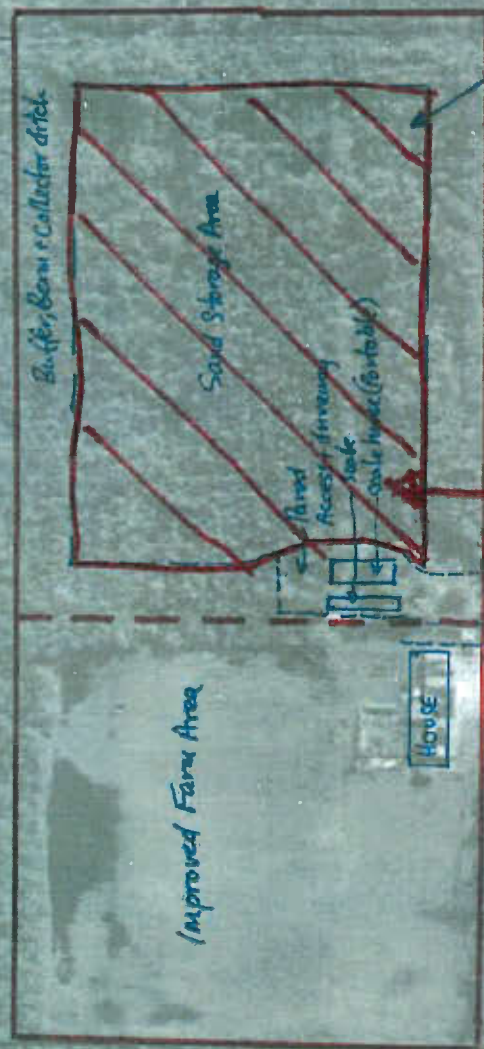 Buffer, Berm & Collector ditch
Sand Storage Area
Paved
Access & driveway
scale
scale house (Portable)
Improved Farm Area
HOUSE